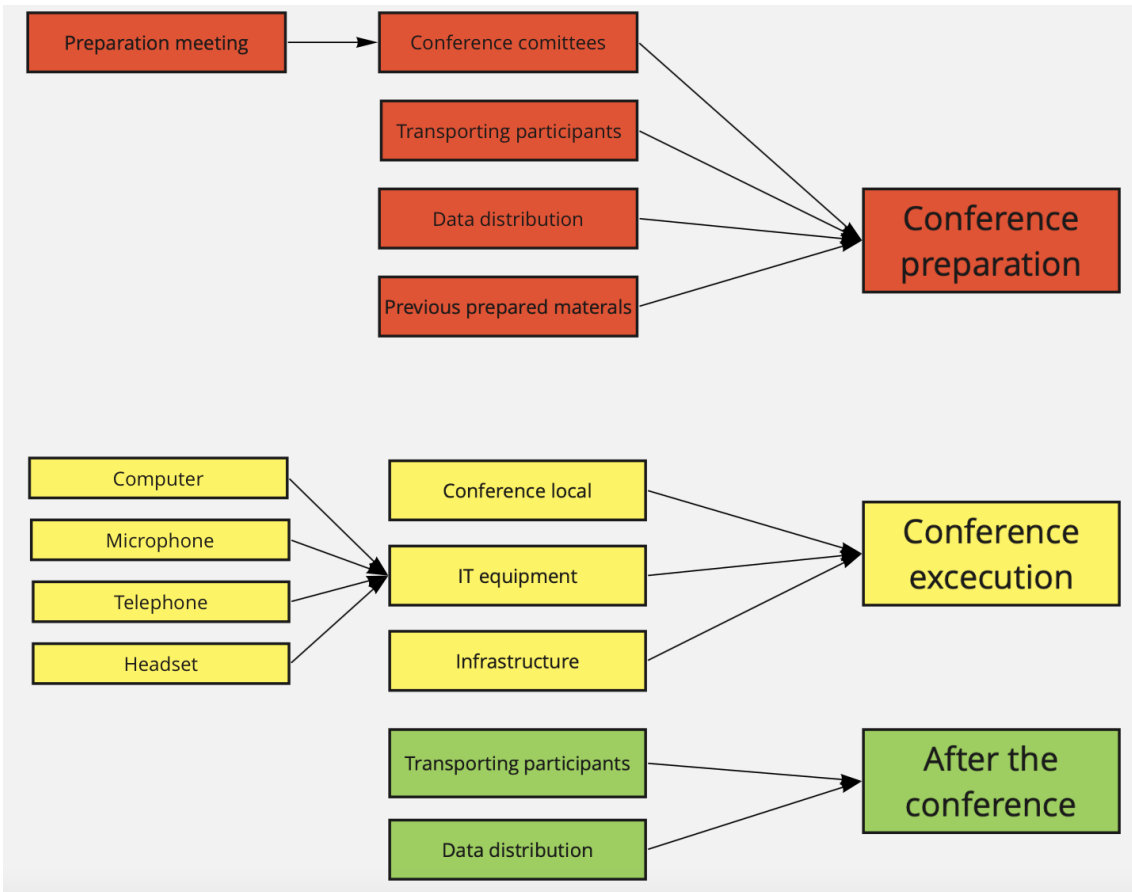 Preparation meeting
Conference comittees
Transporting participants
Data distribution
Previous prepared materals
Conference
preparation
Computer
Microphone
Telephone
Headset
Conference local
IT equipment
Infrastructure
Conference
excecution
Transporting participants
Data distribution
After the
conference